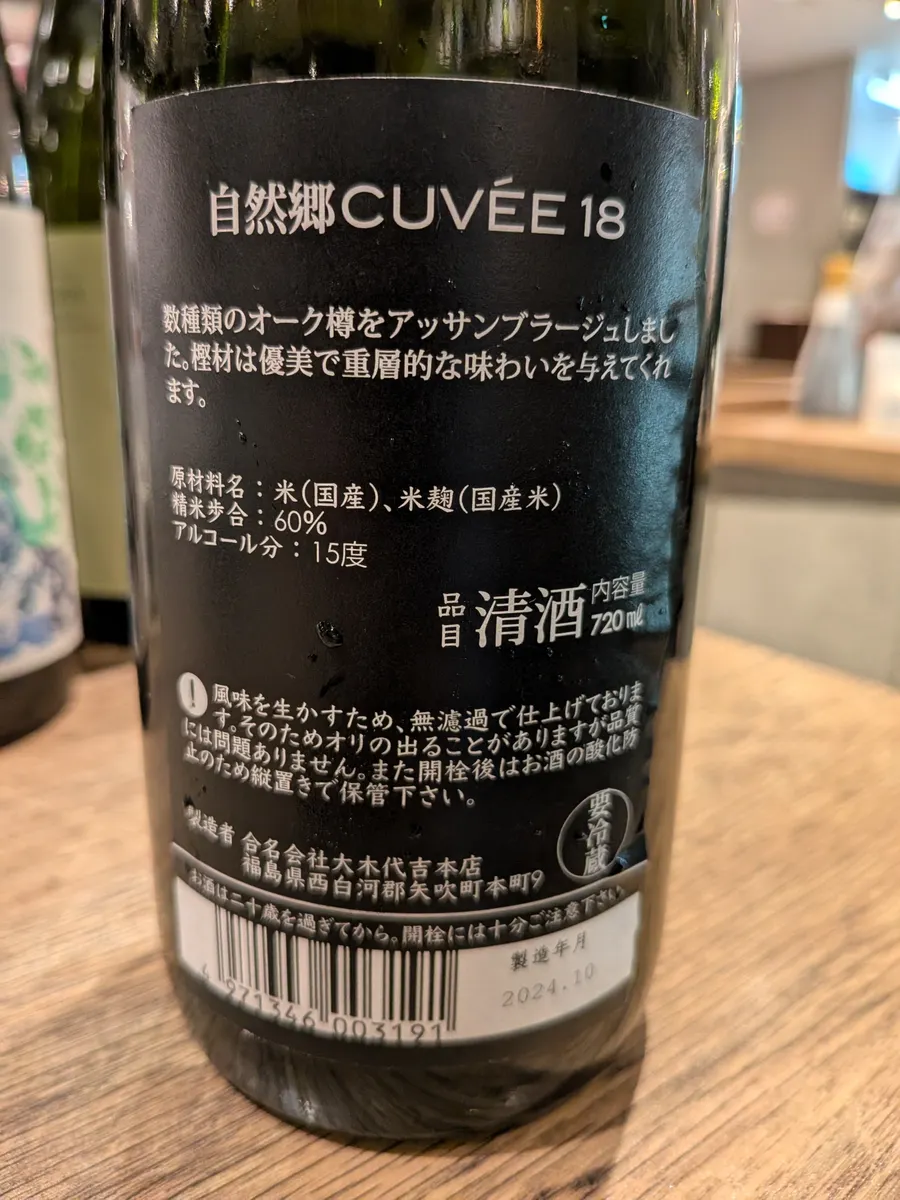 自然郷CUVÉE 18
数種類のオーク樽をアッサンブラージュしまし
た。樫材は優美で重層的な味わいを与えてくれ
ます。
原材料名：米(国産)、米麹(国産米)
精米歩合：60%
アルコール分：15度
品目 清酒 内容量 720㎖
風味を生かすため、無濾過で仕上げておりま
す。そのためオリの出ることがありますが品質
には問題ありません。また開栓後はお酒の酸化防
止のため縦置きで保管下さい。
要冷蔵
製造者 合名会社大木代吉本店
福島県西白河郡矢吹町本町9
お酒は二十歳を過ぎてから。開栓には十分ご注意下さい。
製造年月
2024.10
4 971346 003191